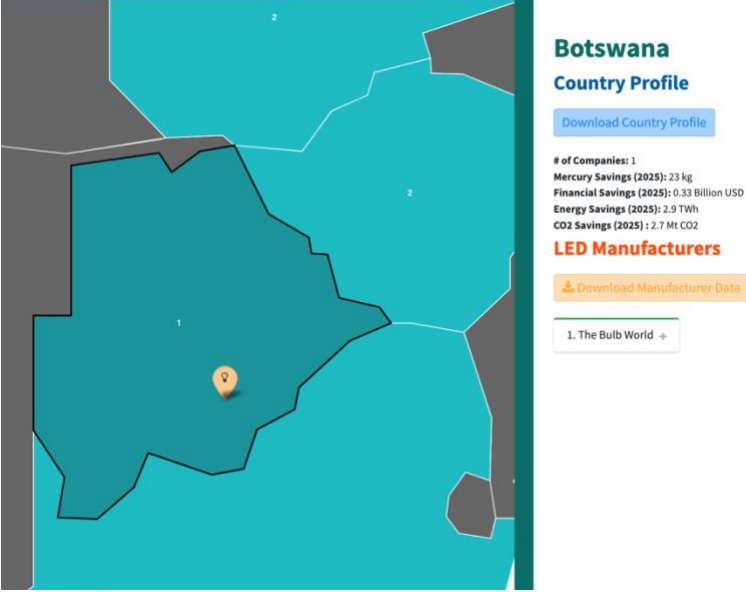 2
2
1
Botswana
Country Profile
Download Country Profile
# of Companies: 1
Mercury Savings (2025): 23 kg
Financial Savings (2025): 0.33 Billion USD
Energy Savings (2025): 2.9 TWh
CO2 Savings (2025) : 2.7 Mt CO2
LED Manufacturers
Download Manufacturer Data
1. The Bulb World +